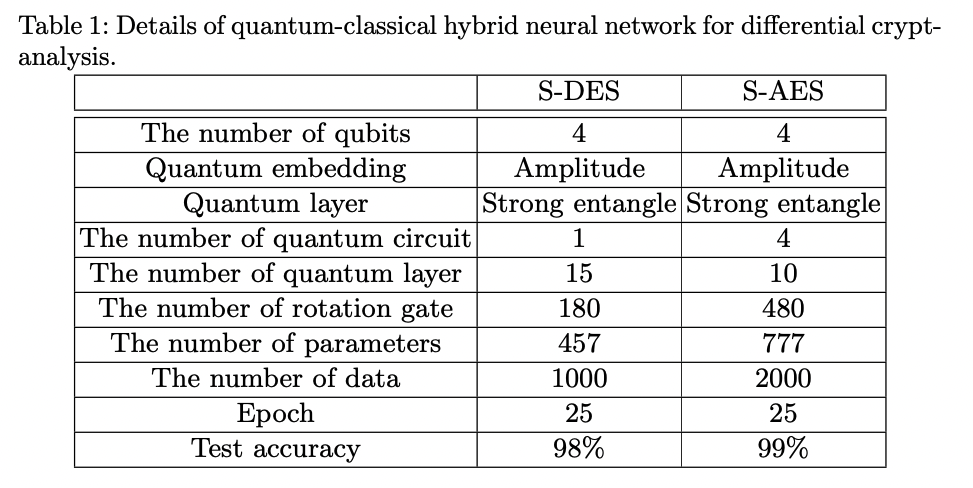 Table 1: Details of quantum-classical hybrid neural network for differential crypt-
analysis.
S-DES S-AES
The number of qubits 4 4
Quantum embedding Amplitude Amplitude
Quantum layer Strong entangle Strong entangle
The number of quantum circuit 1 4
The number of quantum layer 15 10
The number of rotation gate 180 480
The number of parameters 457 777
The number of data 1000 2000
Epoch 25 25
Test accuracy 98% 99%